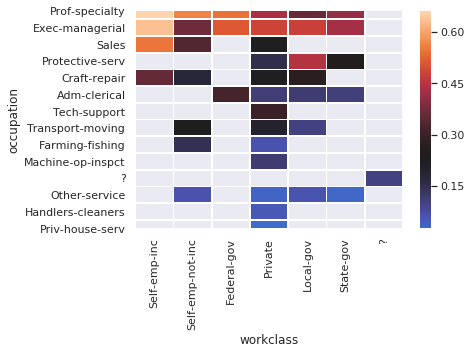 Prof-specialty
Exec-managerial
Sales
Protective-serv
Craft-repair
Adm-clerical
Tech-support
Transport-moving
Farming-fishing
Machine-op-inspct
?
Other-service
Handlers-cleaners
Priv-house-serv
occupation
Self-emp-inc
Self-emp-not-inc
Federal-gov
Private
Local-gov
State-gov
?
workclass
0.60
0.45
0.30
0.15